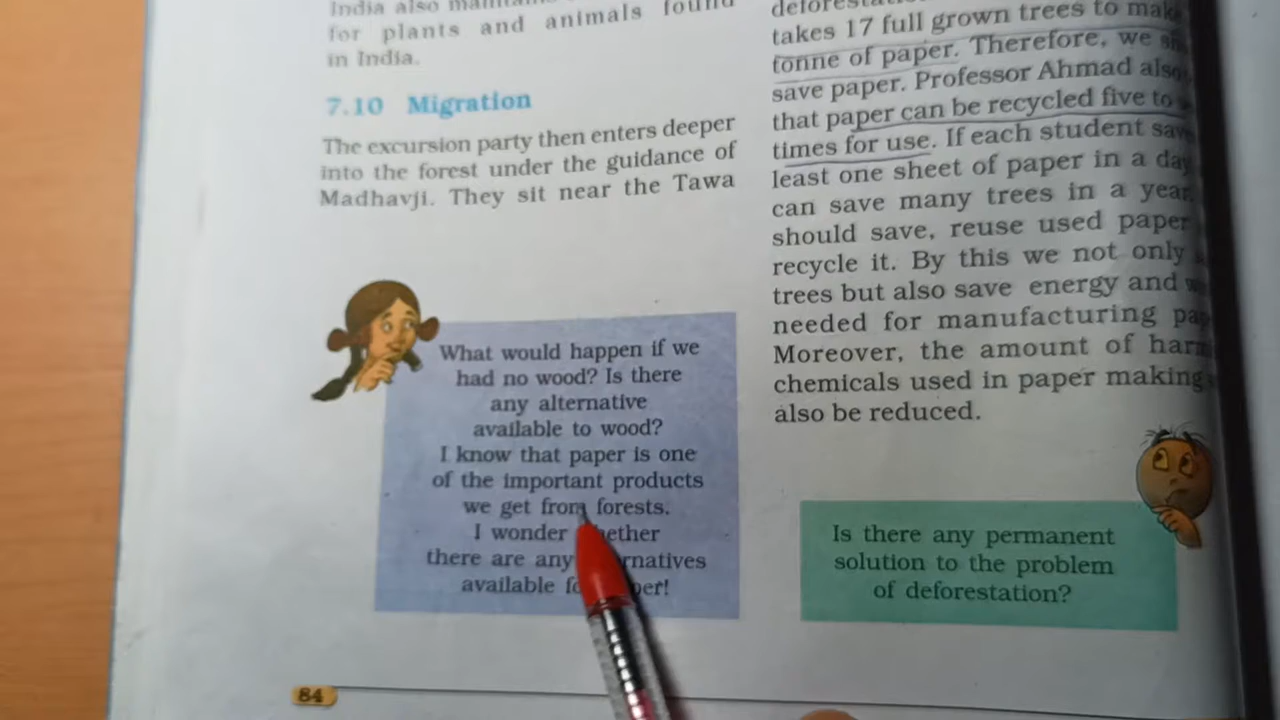 India also
for plants and animals found
in India.
7.10 Migration
The excursion party then enters deeper
into the forest under the guidance of
Madhavji. They sit near the Tawa
What would happen if we
had no wood? Is there
any alternative
available to wood?
I know that paper is one
of the important products
we get from forests.
I wonder
there are any
available
84
takes 17 full grown trees to
tonne of paper. Therefore, we
save paper. Professor Ahmad also
that paper can be recycled five to
times for use. If each student
least one sheet of paper in a day
can save many trees in a year.
should save, reuse used paper
recycle it. By this we not only
trees but also save energy and
needed for manufacturing
Moreover, the amount of
chemicals used in paper making
also be reduced.
Is there any permanent
solution to the problem
of deforestation?